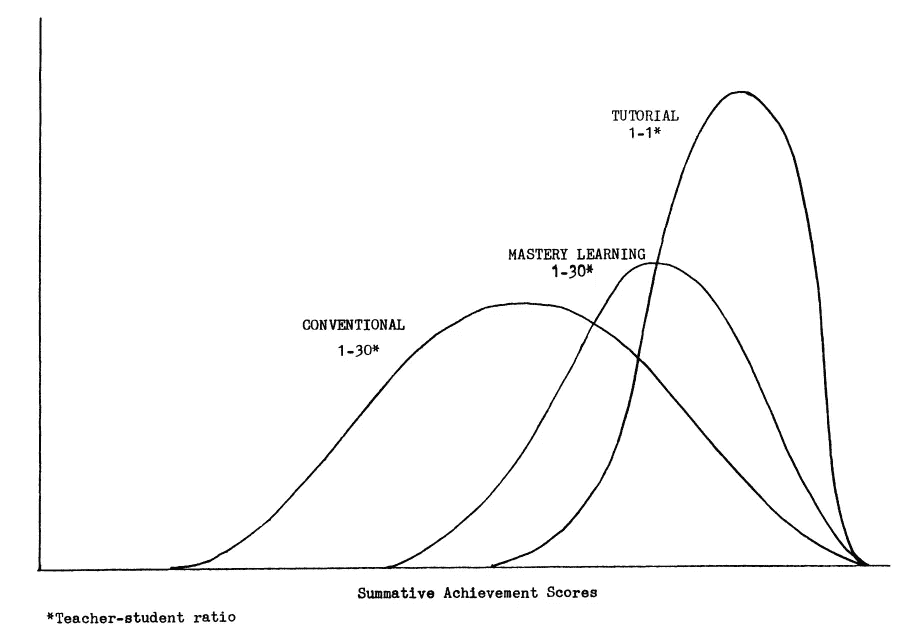 TUTORIAL
1-1*
MASTERY LEARNING
1-30*
CONVENTIONAL
1-30*
Summative Achievement Scores
*Teacher-student ratio